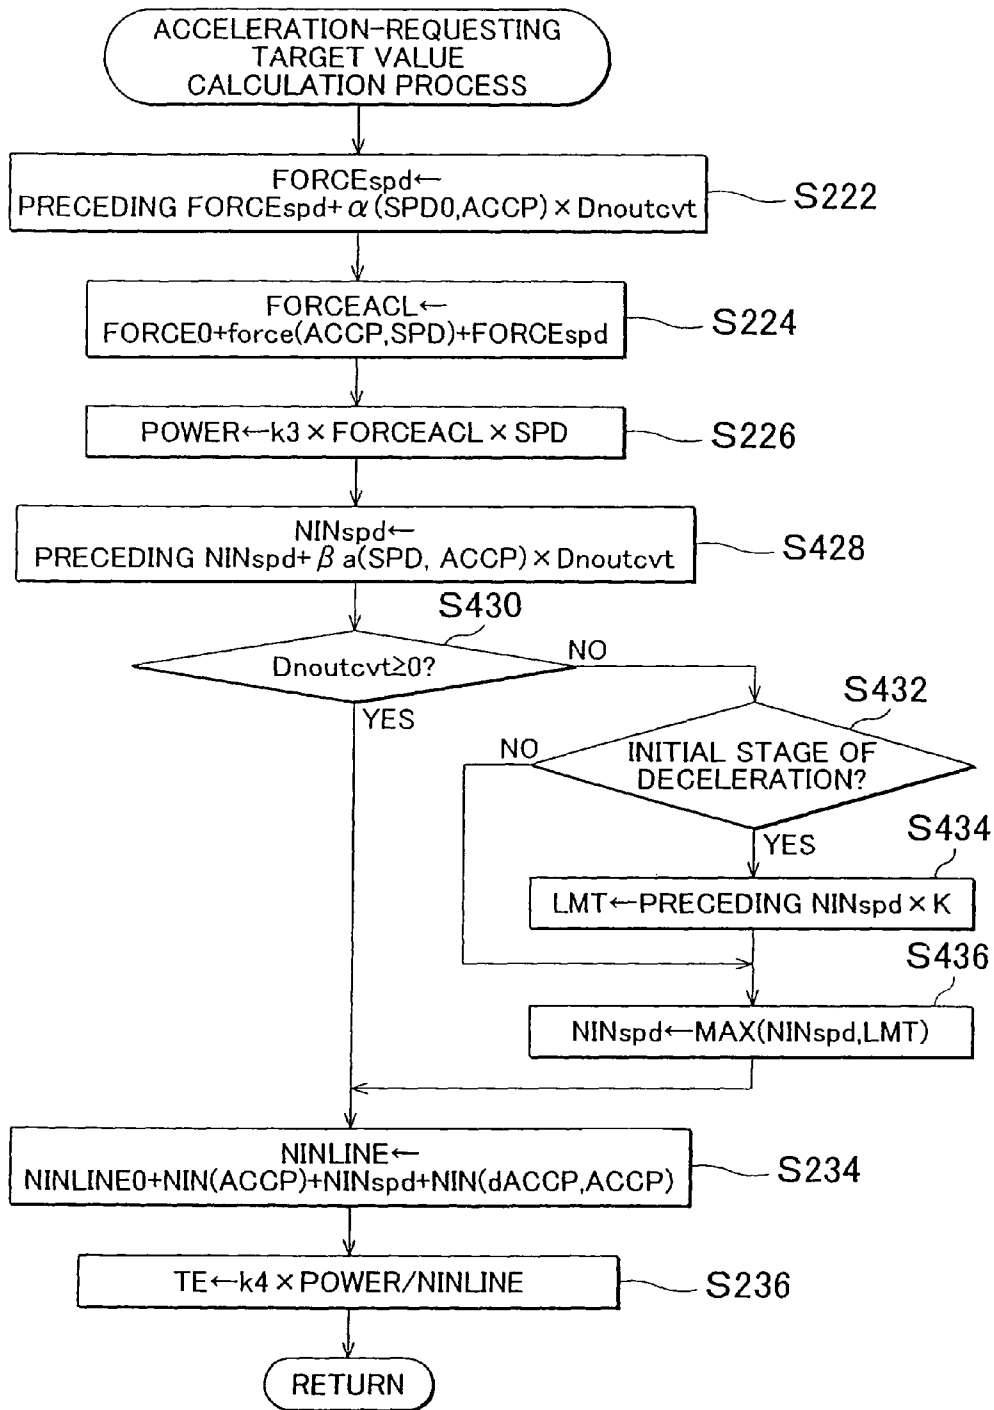 ACCELERATION-REQUESTING
TARGET VALUE
CALCULATION PROCESS
FORCEspd←
PRECEDING FORCEspd+α(SPD0,ACCP)×Dnoutcvt
S222
FORCEACL←
FORCE0+force(ACCP,SPD)+FORCEspd
S224
POWER←k3×FORCEACL×SPD
S226
NINspd←
PRECEDING NINspd+βa(SPD, ACCP)×Dnoutcvt
S428
S430
Dnoutcvt≥0?
NO
YES
S432
INITIAL STAGE OF
DECELERATION?
NO
YES
S434
LMT←PRECEDING NINspd×K
S436
NINspd←MAX(NINspd,LMT)
NINLINE←
NINLINE0+NIN(ACCP)+NINspd+NIN(dACCP,ACCP)
S234
TE←k4×POWER/NINLINE
S236
RETURN